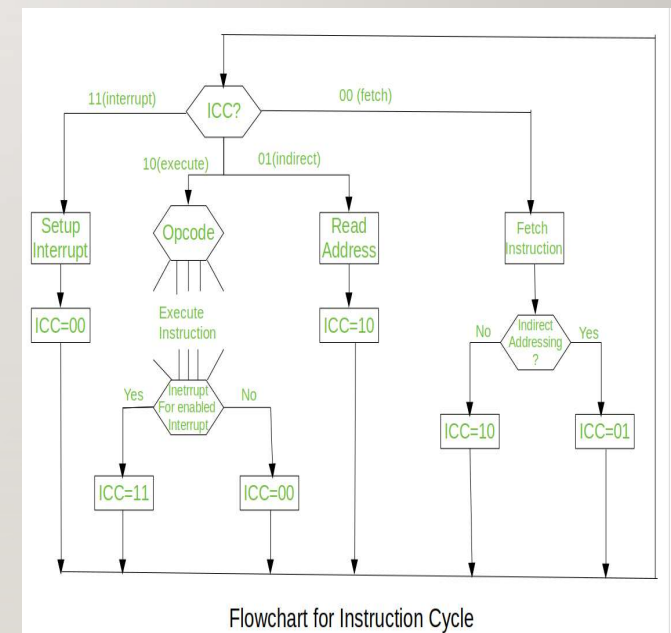 ICC?
11(interrupt)
00 (fetch)
10(execute)
01(indirect)
Setup
Interrupt
Opcode
Read
Address
Fetch
Instruction
ICC=00
Execute
Instruction
ICC=10
Indirect
Addressing
?
No
Yes
Inetrrupt
For enabled
Interrupt
Yes
No
ICC=10
ICC=01
ICC=11
ICC=00
Flowchart for Instruction Cycle